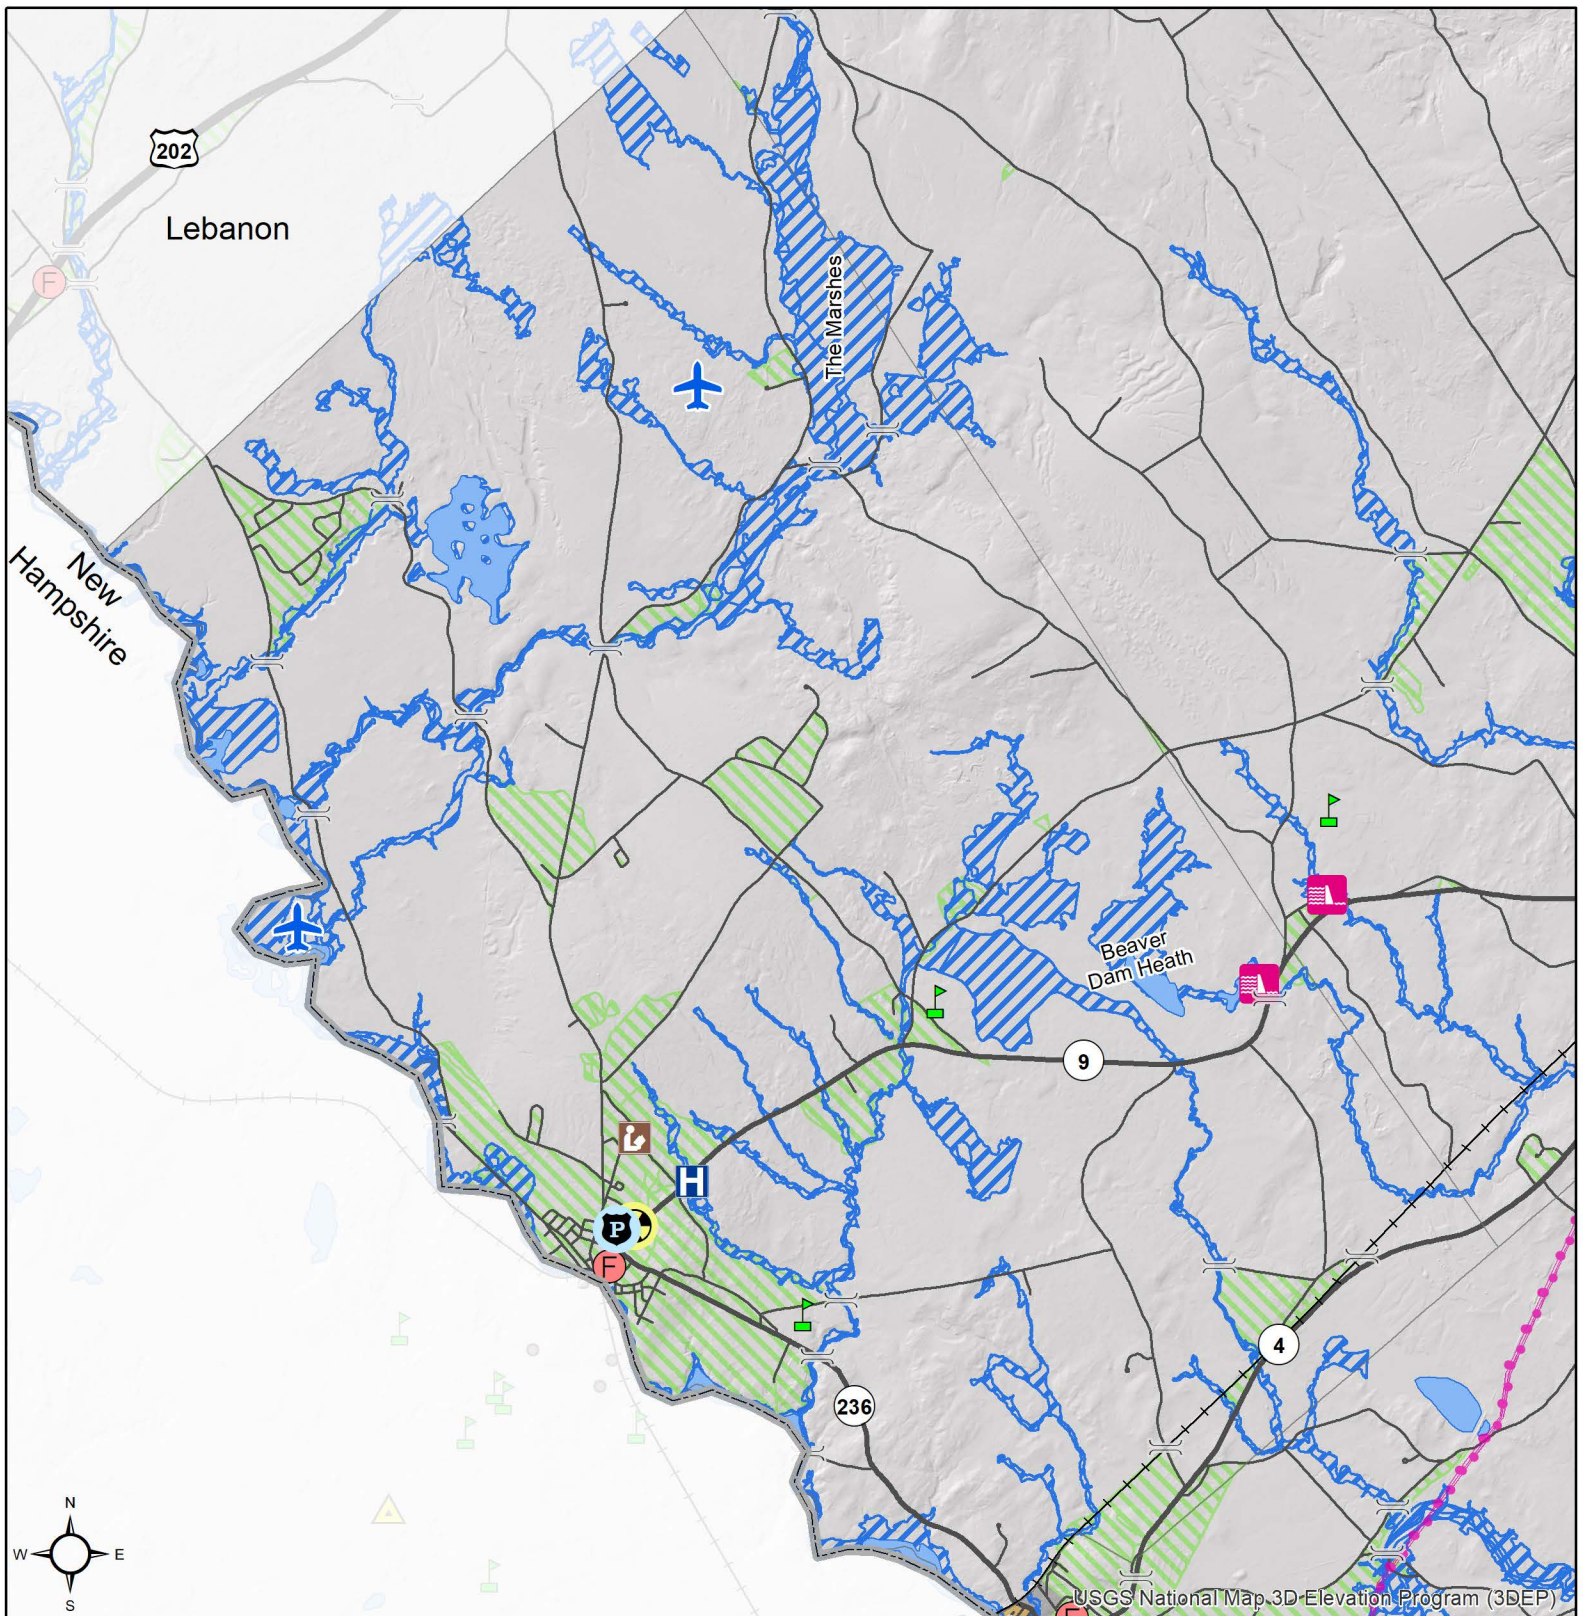 202
Lebanon
F
The Marshes
New
Hampshire
Beaver
Dam Heath
9
H
P
F
4
236
N
W E
S
F
USGS National Map 3D Elevation Program (3DEP)